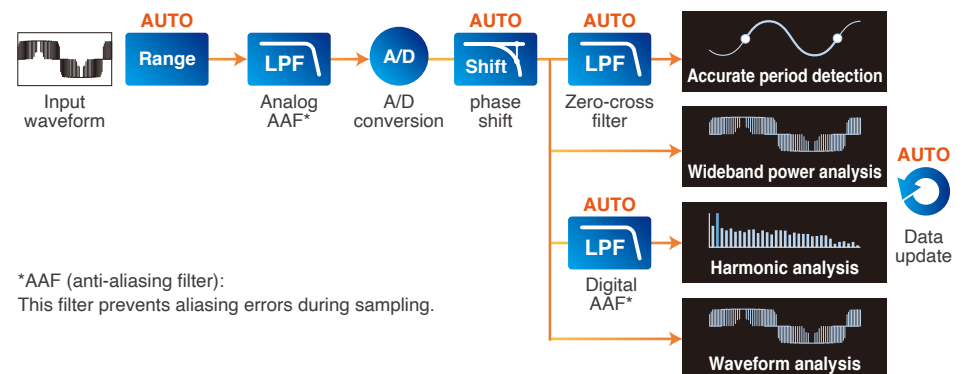 AUTO
Range
Input
waveform
LPF
Analog
AAF*
A/D
A/D
conversion
AUTO
Shift
phase
shift
AUTO
LPF
Zero-cross
filter
Accurate period detection
Wideband power analysis
AUTO
LPF
Digital
AAF*
Harmonic analysis
Waveform analysis
AUTO
Data
update
*AAF (anti-aliasing filter):
This filter prevents aliasing errors during sampling.